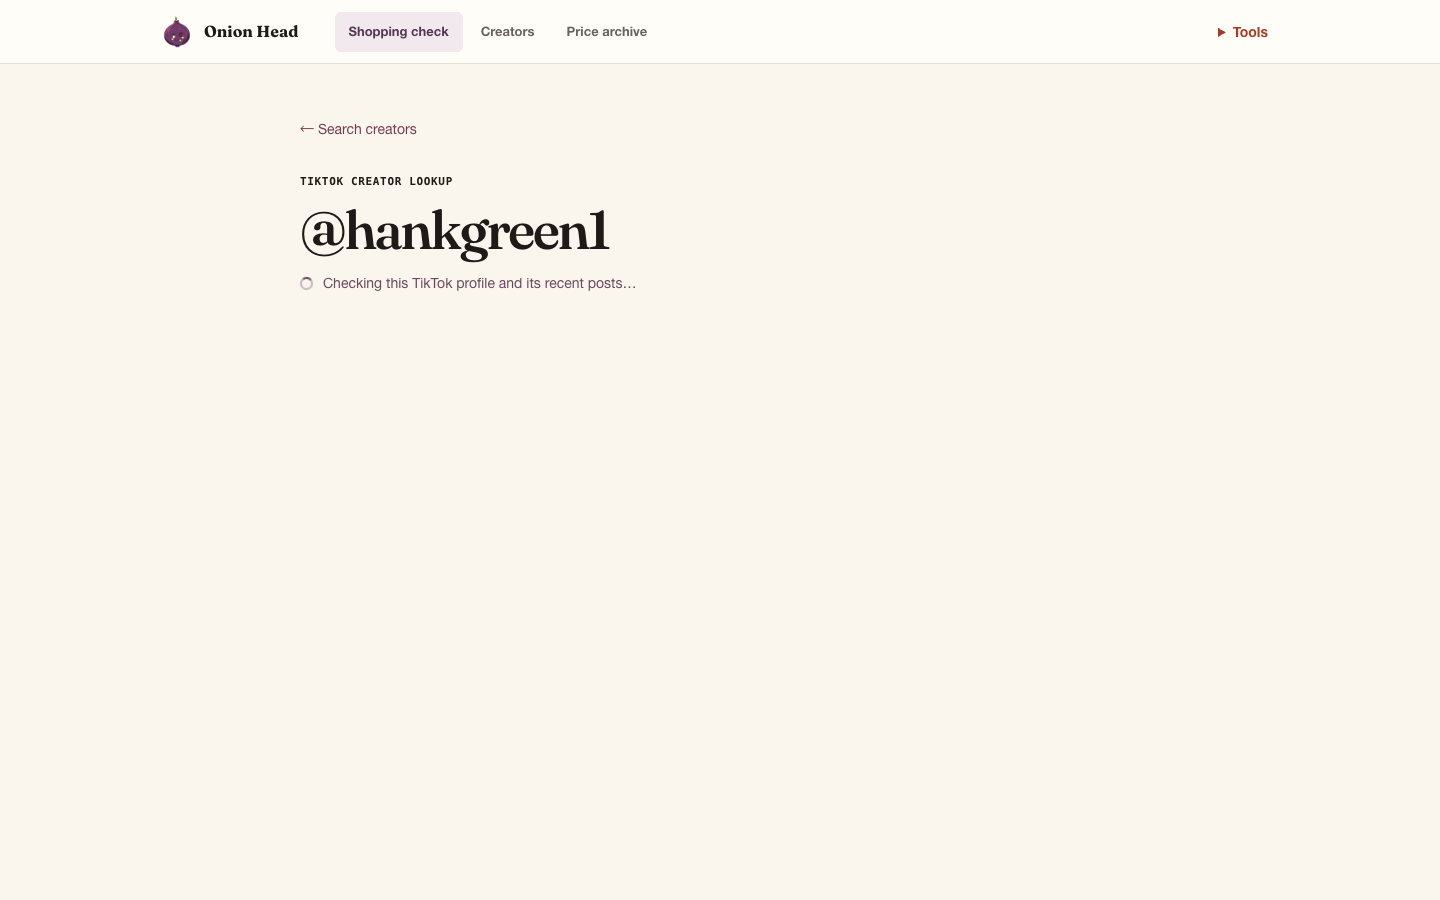 Onion Head
Shopping check
Creators
Price archive
▶ Tools
← Search creators
TIKTOK CREATOR LOOKUP
@hankgreen1
Checking this TikTok profile and its recent posts…